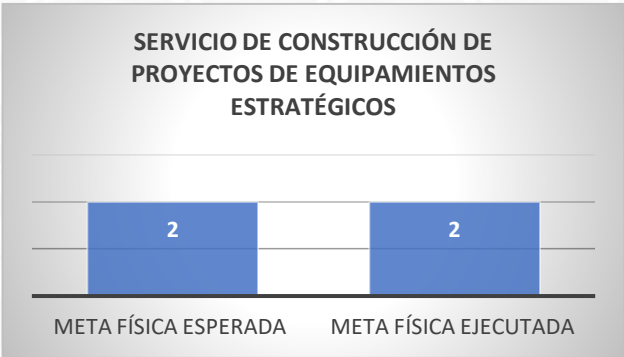 SERVICIO DE CONSTRUCCIÓN DE
PROYECTOS DE EQUIPAMIENTOS
ESTRATÉGICOS
2
2
META FÍSICA ESPERADA
META FÍSICA EJECUTADA